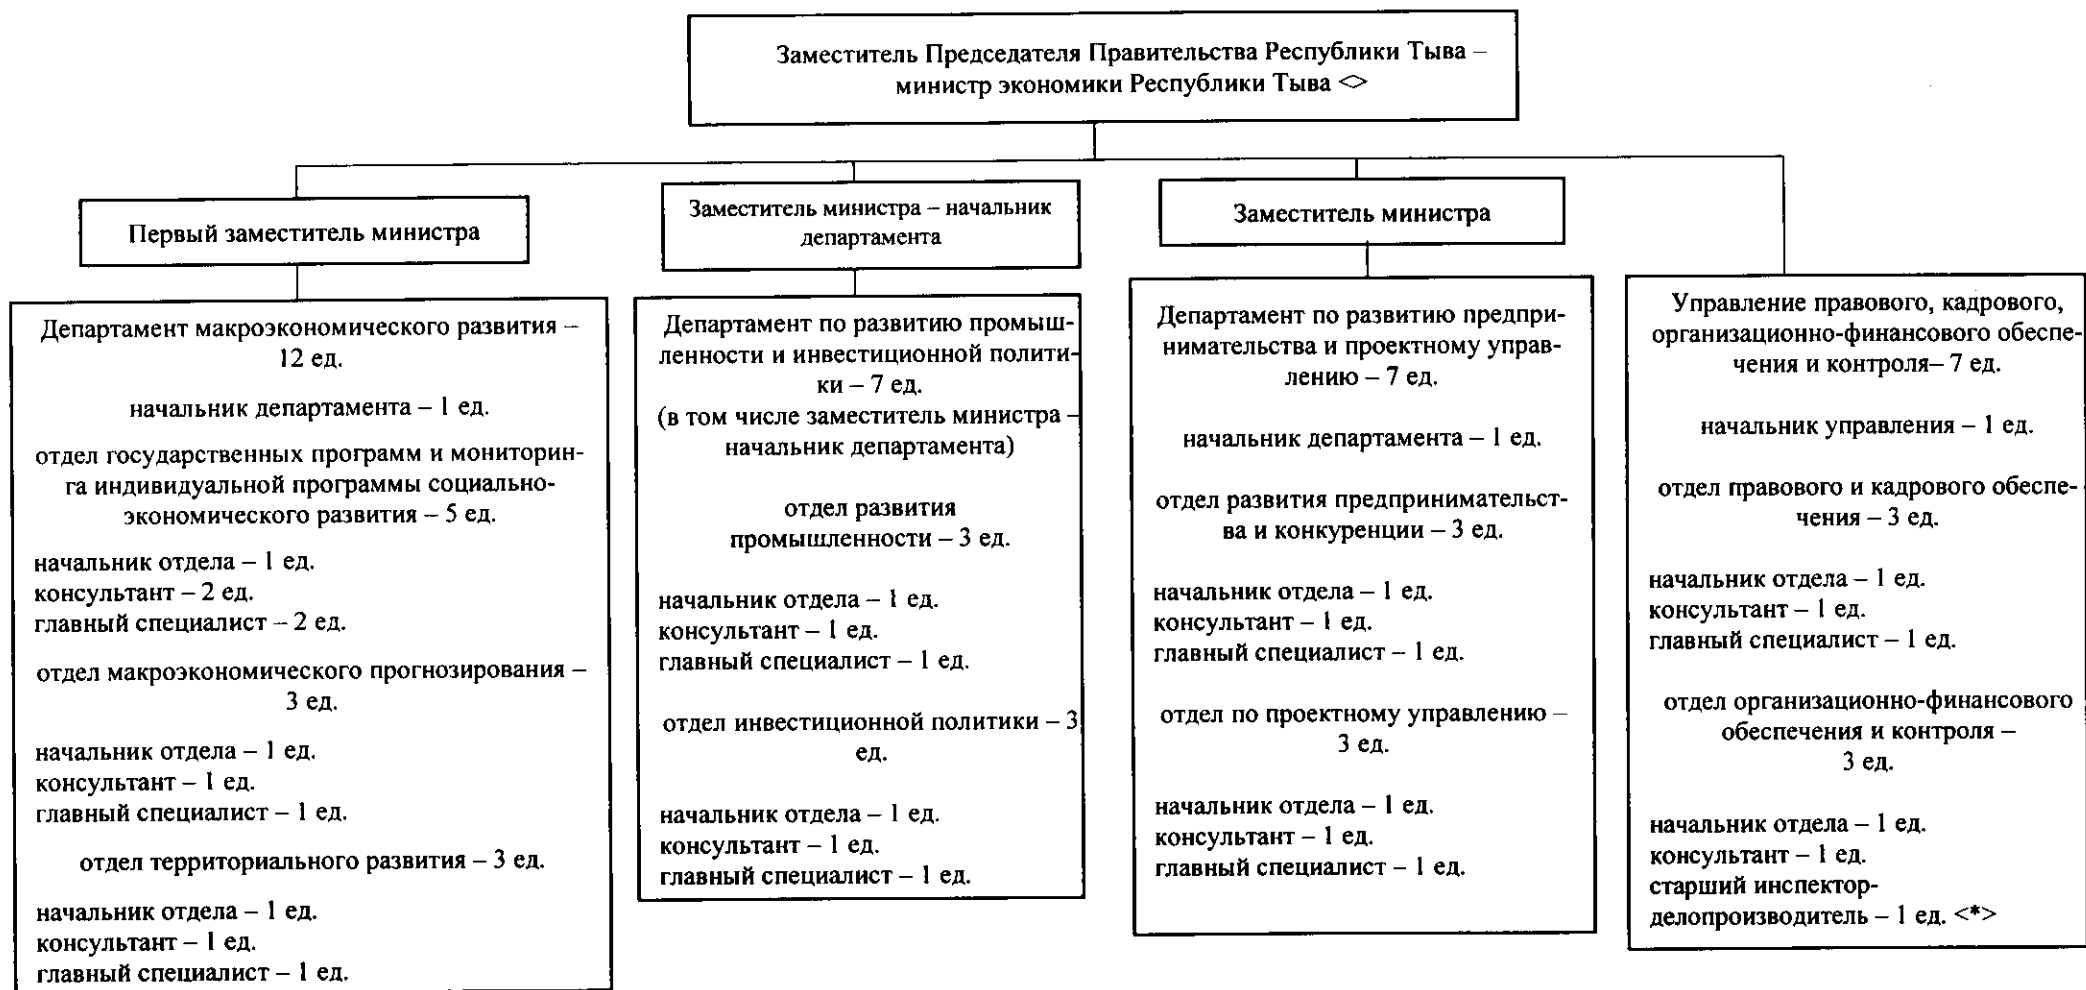 Заместитель Председателя Правительства Республики Тыва –
министр экономики Республики Тыва <>
Первый заместитель министра
Заместитель министра – начальник
департамента
Заместитель министра
Департамент макроэкономического развития –
12 ед.
начальник департамента – 1 ед.
отдел государственных программ и мониторин-
га индивидуальной программы социально-
экономического развития – 5 ед.
начальник отдела – 1 ед.
консультант – 2 ед.
главный специалист – 2 ед.
отдел макроэкономического прогнозирования –
3 ед.
начальник отдела – 1 ед.
консультант – 1 ед.
главный специалист – 1 ед.
отдел территориального развития – 3 ед.
начальник отдела – 1 ед.
консультант – 1 ед.
главный специалист – 1 ед.
Департамент по развитию промыш-
ленности и инвестиционной полити-
ки – 7 ед.
(в том числе заместитель министра –
начальник департамента)
отдел развития
промышленности – 3 ед.
начальник отдела – 1 ед.
консультант – 1 ед.
главный специалист – 1 ед.
отдел инвестиционной политики – 3
ед.
начальник отдела – 1 ед.
консультант – 1 ед.
главный специалист – 1 ед.
Департамент по развитию предпри-
нимательства и проектному управ-
лению – 7 ед.
начальник департамента – 1 ед.
отдел развития предпринимательст-
ва и конкуренции – 3 ед.
начальник отдела – 1 ед.
консультант – 1 ед.
главный специалист – 1 ед.
отдел по проектному управлению –
3 ед.
начальник отдела – 1 ед.
консультант – 1 ед.
главный специалист – 1 ед.
Управление правового, кадрового,
организационно-финансового обеспе-
чения и контроля– 7 ед.
начальник управления – 1 ед.
отдел правового и кадрового обеспе-
чения – 3 ед.
начальник отдела – 1 ед.
консультант – 1 ед.
главный специалист – 1 ед.
отдел организационно-финансового
обеспечения и контроля –
3 ед.
начальник отдела – 1 ед.
консультант – 1 ед.
старший инспектор-
делопроизводитель – 1 ед. <*>